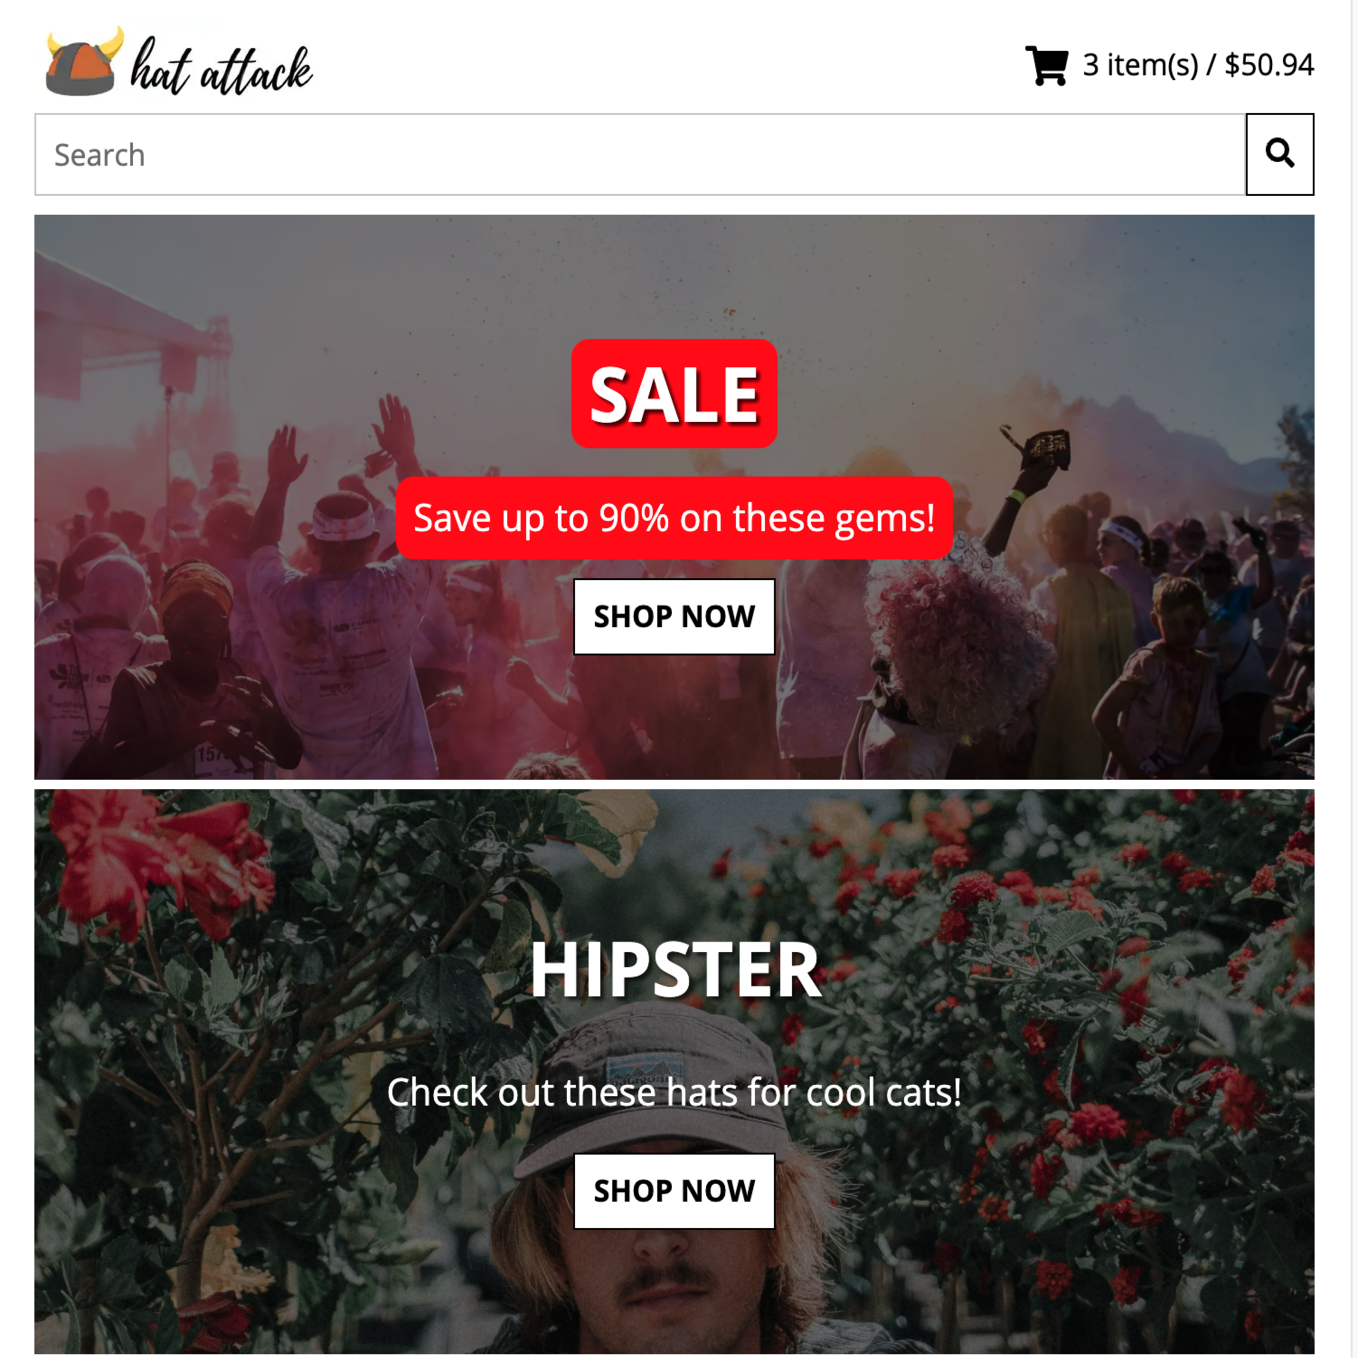 hat attack
3 item(s) / $50.94
Search
SALE
Save up to 90% on these gems!
SHOP NOW
HIPSTER
Check out these hats for cool cats!
SHOP NOW